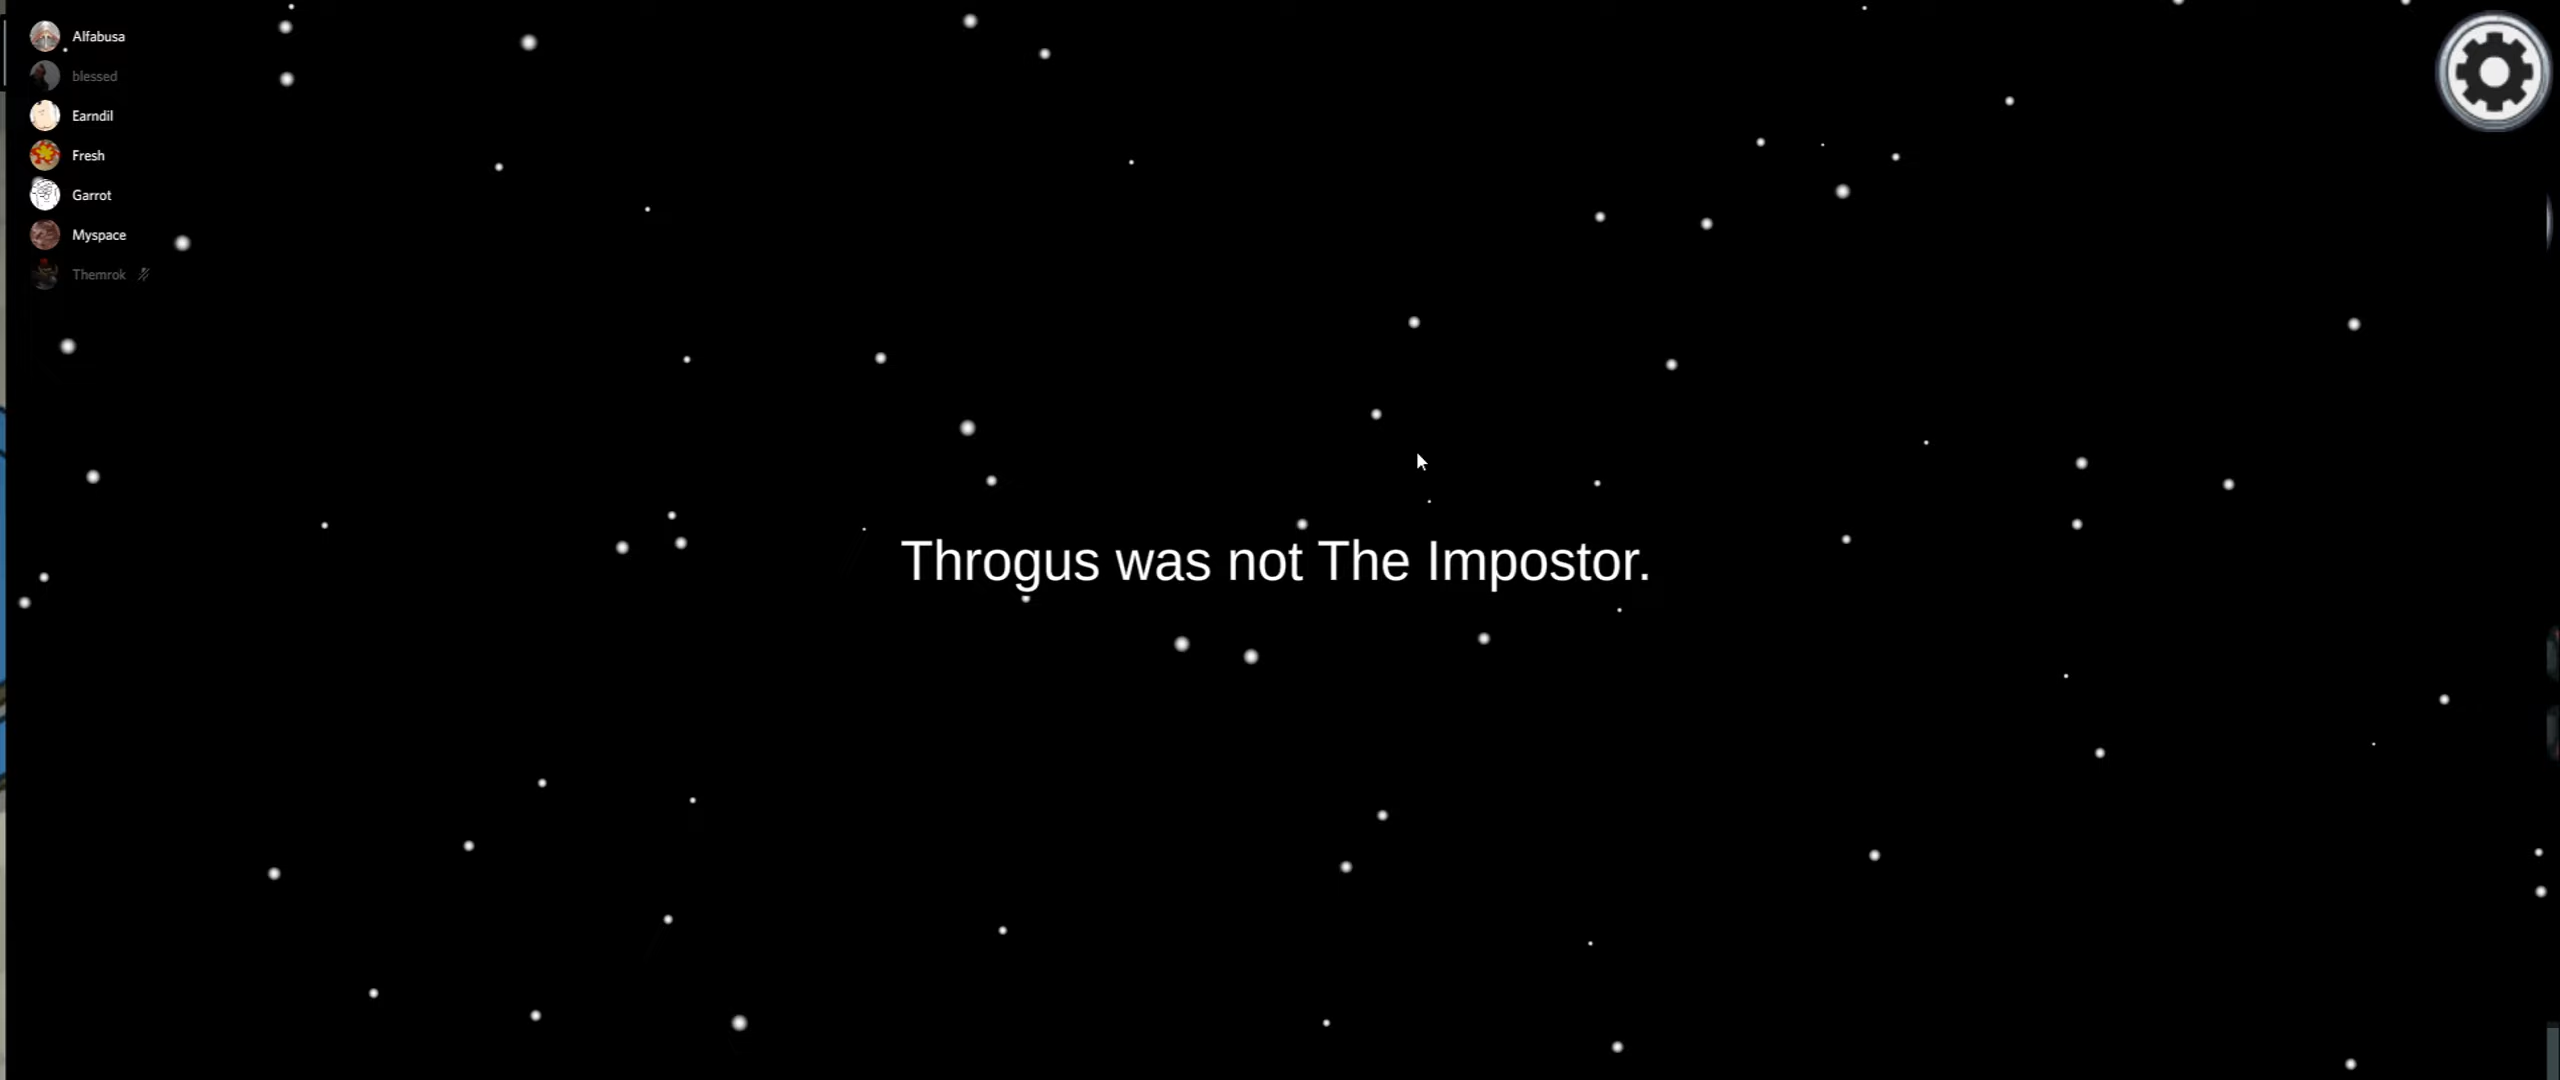 Alfabusa
blessed
Earndil
Fresh
Garrot
Myspace
Themrok
Throgus was not The Impostor.